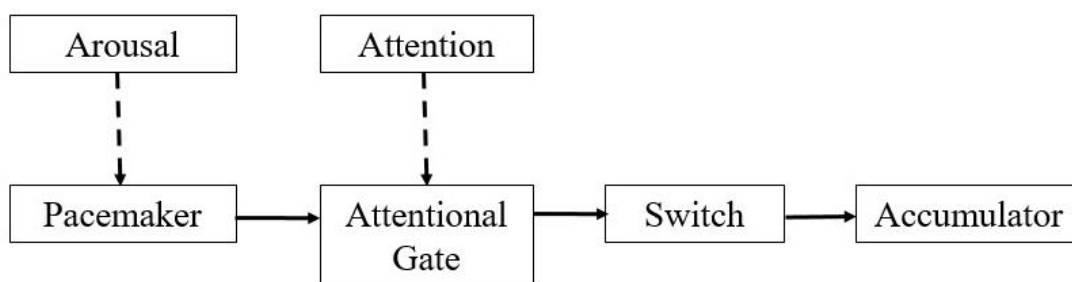 Arousal
Attention
Pacemaker
Attentional
Gate
Switch
Accumulator